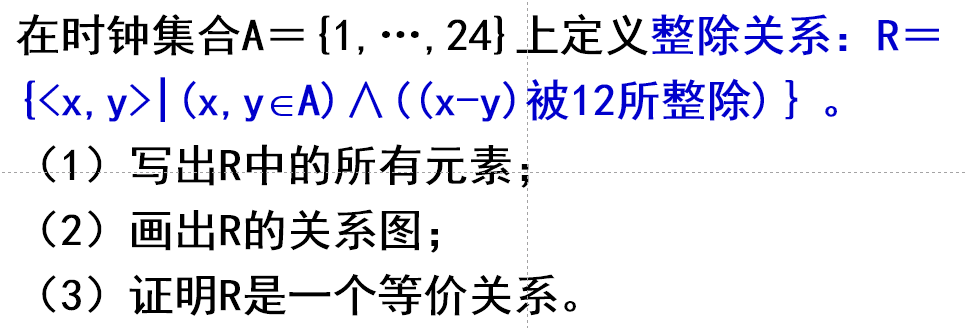 在时钟集合A＝{1,…,24}上定义整除关系：R＝
{<x,y>|(x,y∈A)∧((x-y)被12所整除)}。
（1）写出R中的所有元素；
（2）画出R的关系图；
（3）证明R是一个等价关系。